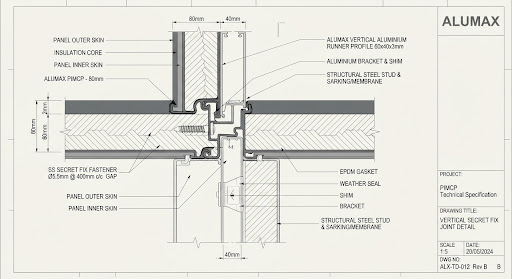 80mm
40mm
ALUMAX
PANEL OUTER SKIN
INSULATION CORE
PANEL INNER SKIN
ALUMAX PIMCP - 80mm
ALUMAX VERTICAL ALUMINIUM
RUNNER PROFILE 60x40x3mm
ALUMINIUM BRACKET & SHIM
STRUCTURAL STEEL STUD &
SARKING/MEMBRANE
2mm
80mm
80mm
SS SECRET FIX FASTENER
Ø5.5mm @ 400mm c/c GAP
PANEL OUTER SKIN
PANEL INNER SKIN
EPDM GASKET
WEATHER SEAL
SHIM
BRACKET
STRUCTURAL STEEL STUD
& SARKING/MEMBRANE
40mm
PROJECT:
PIMCP
Technical Specification
DRAWING TITLE:
VERTICAL SECRET FIX
JOINT DETAIL
SCALE
1:5
DATE:
20/05/2024
DWG NO:
ALX-TD-012 Rev B
B